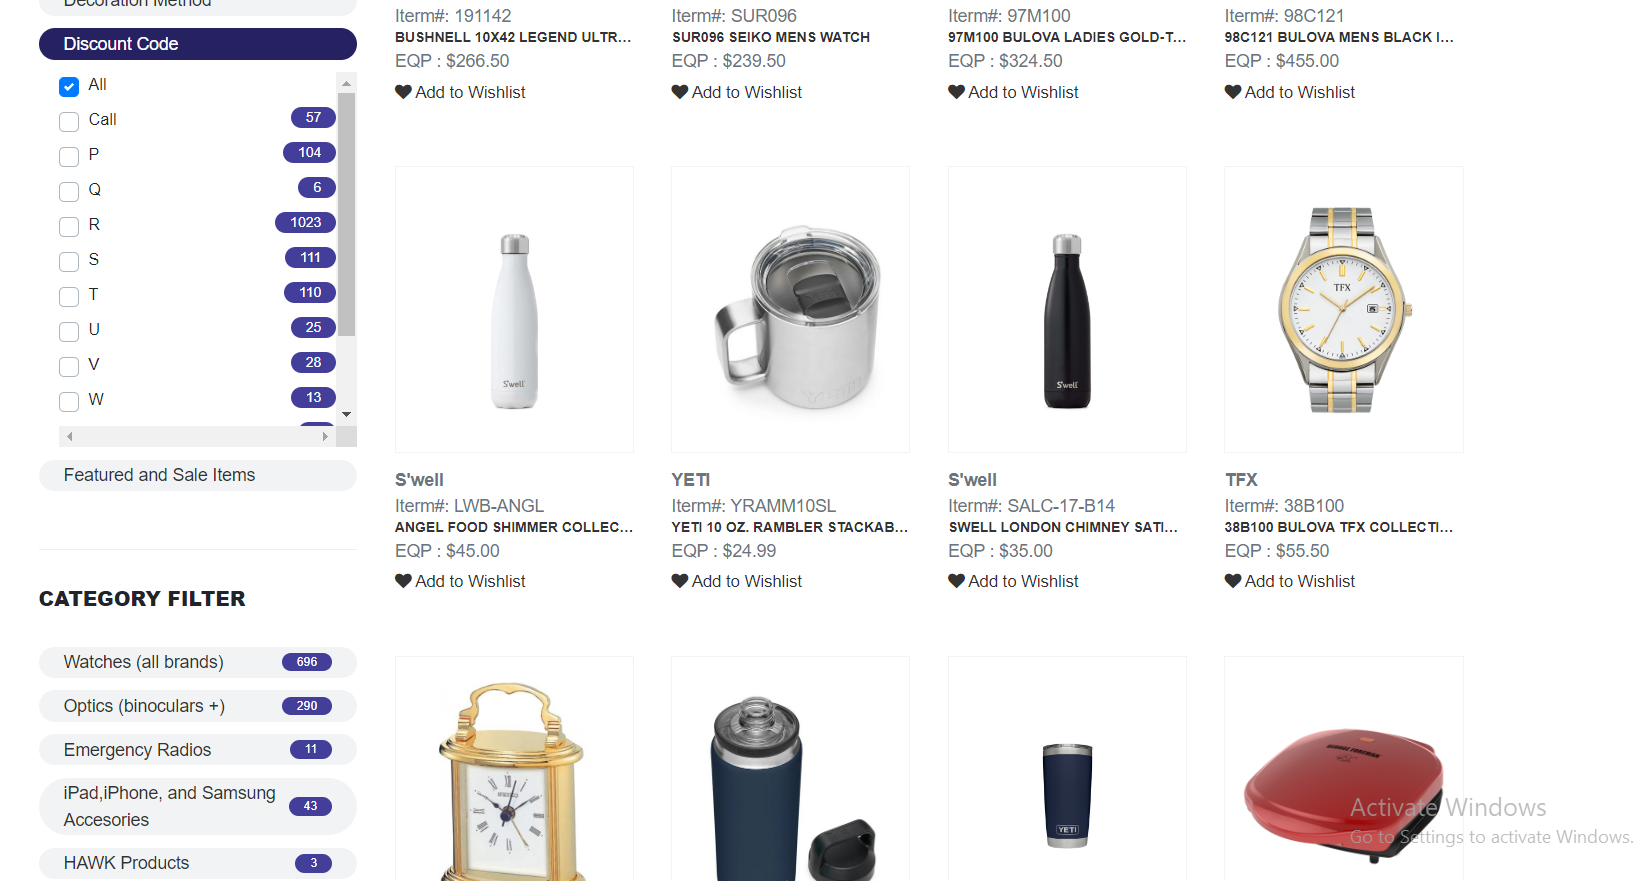 Decoration Method
Discount Code
All
Call 57
P 104
Q 6
R 1023
S 111
T 110
U 25
V 28
W 13
Featured and Sale Items
CATEGORY FILTER
Watches (all brands) 696
Optics (binoculars +) 290
Emergency Radios 11
iPad,iPhone, and Samsung
Accesories 43
HAWK Products 3
Iterm#: 191142
BUSHNELL 10X42 LEGEND ULTR...
EQP : $266.50
Add to Wishlist
Iterm#: SUR096
SUR096 SEIKO MENS WATCH
EQP : $239.50
Add to Wishlist
Iterm#: 97M100
97M100 BULOVA LADIES GOLD-T...
EQP : $324.50
Add to Wishlist
Iterm#: 98C121
98C121 BULOVA MENS BLACK I...
EQP : $455.00
Add to Wishlist
S'well
S'well
Iterm#: LWB-ANGL
ANGEL FOOD SHIMMER COLLEC...
EQP : $45.00
Add to Wishlist
YETI
YETI
Iterm#: YRAMM10SL
YETI 10 OZ. RAMBLER STACKAB...
EQP : $24.99
Add to Wishlist
S'well
S'well
Iterm#: SALC-17-B14
SWELL LONDON CHIMNEY SATI...
EQP : $35.00
Add to Wishlist
TFX
TFX
Iterm#: 38B100
38B100 BULOVA TFX COLLECTI...
EQP : $55.50
Add to Wishlist
SEIKO
YETI
GEORGE FOREMAN
Activate Windows
Go to Settings to activate Windows.